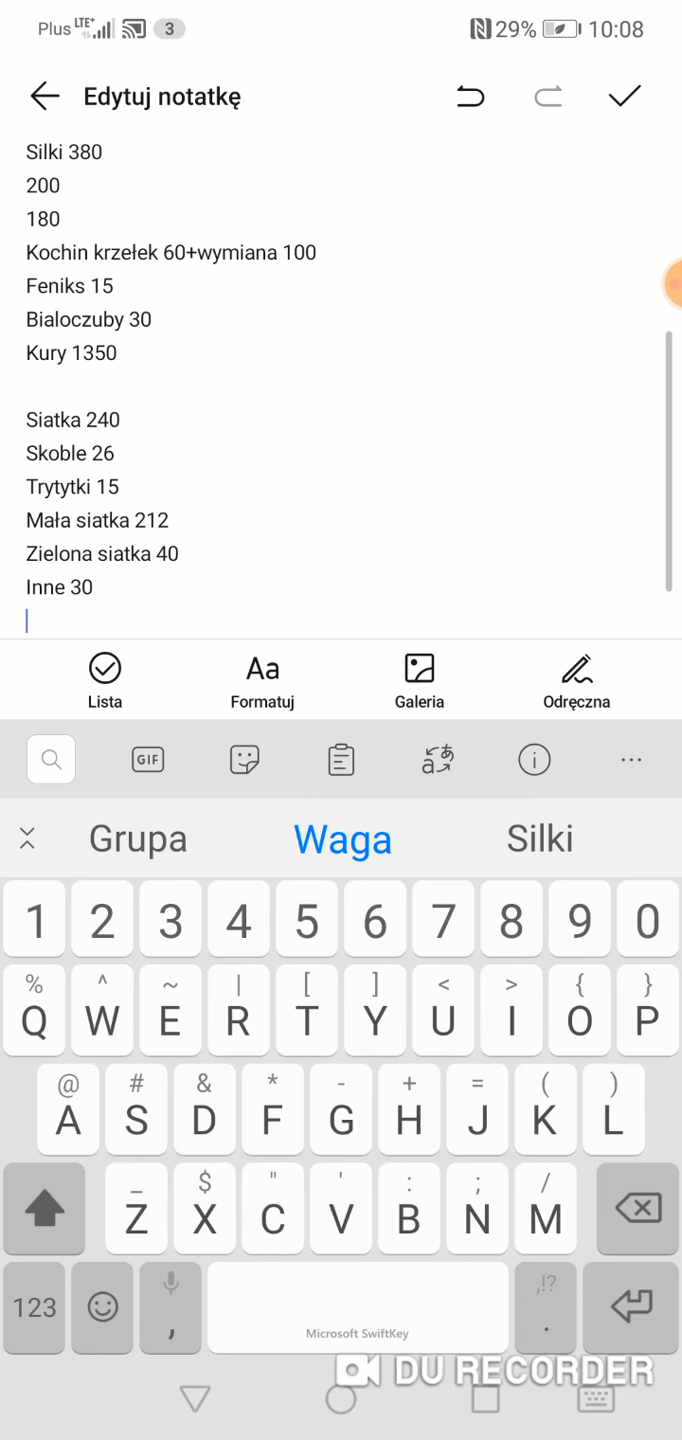 Plus LTE+ 3 29% 10:08
Edytuj notatkę
Silki 380
200
180
Kochin krzełek 60+wymiana 100
Feniks 15
Bialoczuby 30
Kury 1350
Siatka 240
Skoble 26
Trytytki 15
Mała siatka 212
Zielona siatka 40
Inne 30
Lista Aa Formatuj Galeria Odręczna
GIF
Grupa Waga Silki
1 2 3 4 5 6 7 8 9 0
% ^ ~ | [ ] < > { }
Q W E R T Y U I O P
@ # & * - + = ( )
A S D F G H J K L
_ $ " ' : ; /
Z X C V B N M
,!?
123 , Microsoft SwiftKey .
DU RECORDER